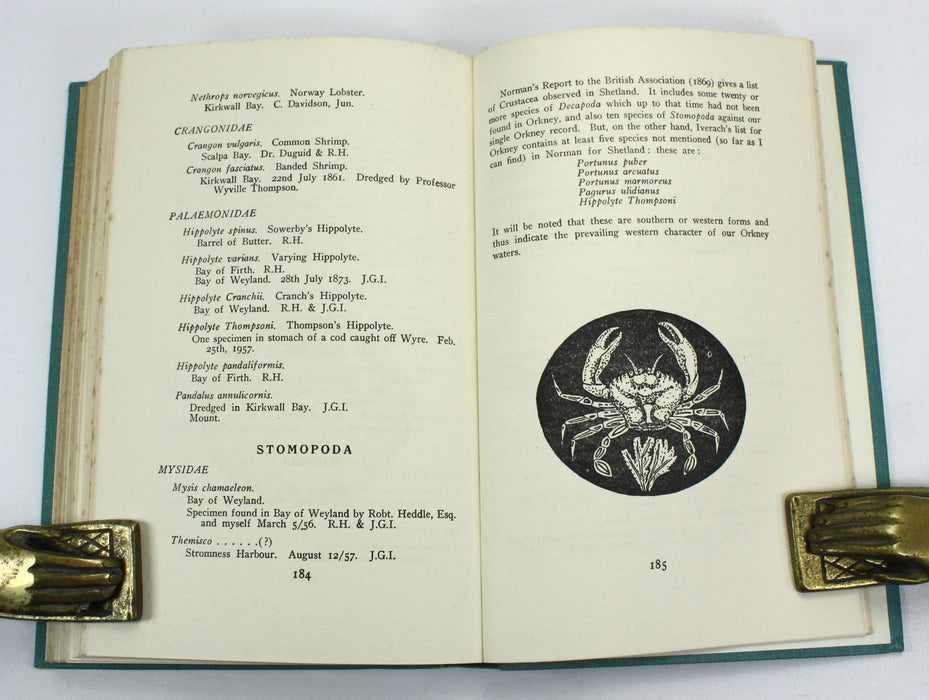 Nethrops norvegicus. Norway Lobster.
Kirkwall Bay. C. Davidson, Jun.
CRANGONIDAE
Crangon vulgaris. Common Shrimp.
Scalpa Bay. Dr. Duguid & R.H.
Crangon fasciatus. Banded Shrimp.
Kirkwall Bay. 22nd July 1861. Dredged by Professor
Wyville Thompson.
PALAEMONIDAE
Hippolyte spinus. Sowerby's Hippolyte.
Barrel of Butter. R.H.
Hippolyte varians. Varying Hippolyte.
Bay of Firth. R.H.
Bay of Weyland. 28th July 1873. J.G.I.
Hippolyte Cranchii. Cranch's Hippolyte.
Bay of Weyland. R.H. & J.G.I.
Hippolyte Thompsoni. Thompson's Hippolyte.
One specimen in stomach of a cod caught off Wyre. Feb.
25th, 1957.
Hippolyte pandaliformis.
Bay of Firth. R.H.
Pandalus annulicornis.
Dredged in Kirkwall Bay. J.G.I.
Mount.
STOMOPODA
MYSIDAE
Mysis chamaeleon.
Bay of Weyland.
Specimen found in Bay of Weyland by Robt. Heddle, Esq.
and myself March 5/56. R.H. & J.G.I.
Themisco . . . . . .(?)
Stromness Harbour. August 12/57. J.G.I.
184
Norman's Report to the British Association (1869) gives a list
of Crustacea observed in Shetland. It includes some twenty or
more species of Decapoda which up to that time had not been
found in Orkney, and also ten species of Stomopoda against our
single Orkney record. But, on the other hand, Iverach's list for
Orkney contains at least five species not mentioned (so far as I
can find) in Norman for Shetland: these are:
Portunus puber
Portunus arcuatus
Portunus marmoreus
Pagurus ulidianus
Hippolyte Thompsoni
It will be noted that these are southern or western forms and
thus indicate the prevailing western character of our Orkney
waters.
185